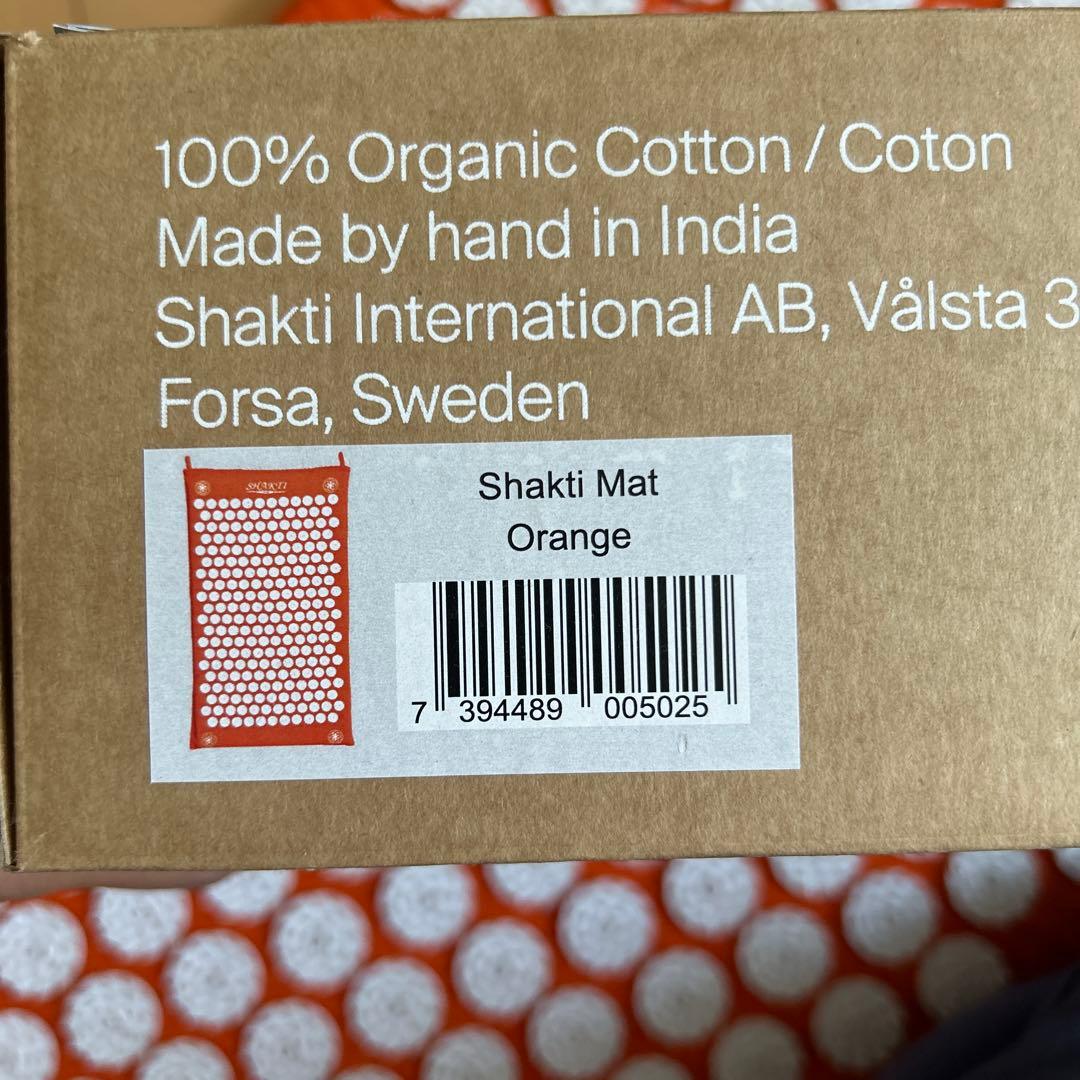 100% Organic Cotton / Coton
Made by hand in India
Shakti International AB, Vålsta 3
Forsa, Sweden
SHAKTI
Shakti Mat
Orange
7 394489 005025